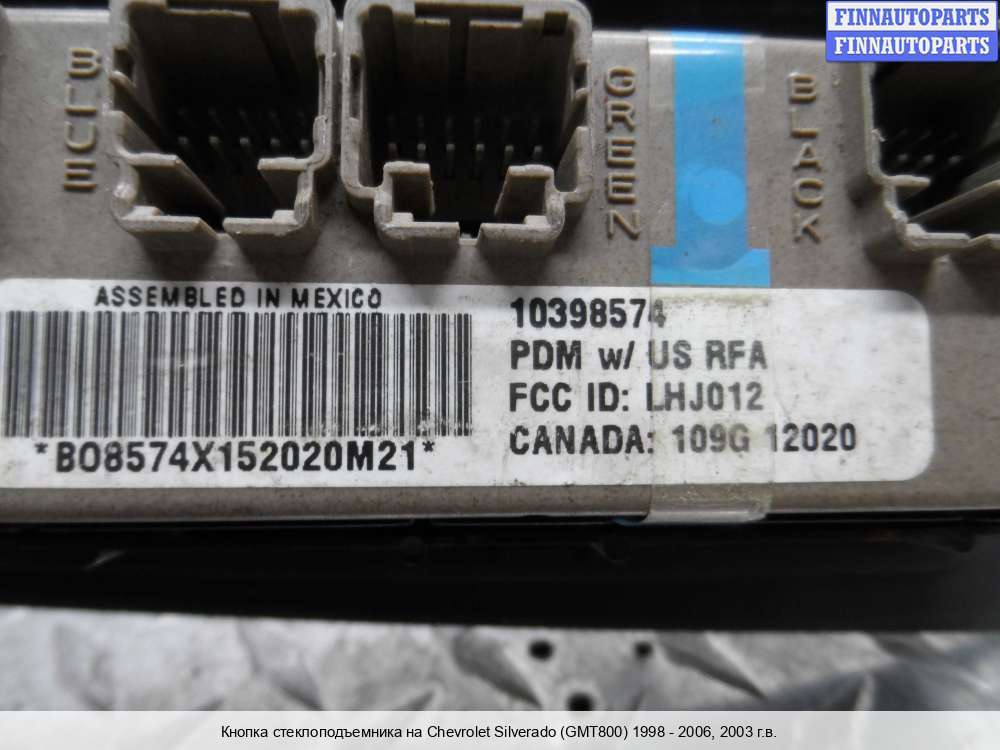 FINNAUTOPARTS
FINNAUTOPARTS
BLUE
GREEN
BLACK
ASSEMBLED IN MEXICO
*BO8574X152020M21*
10398574
PDM w/ US RFA
FCC ID: LHJ012
CANADA: 109G 12020
Кнопка стеклоподъемника на Chevrolet Silverado (GMT800) 1998 - 2006, 2003 г.в.